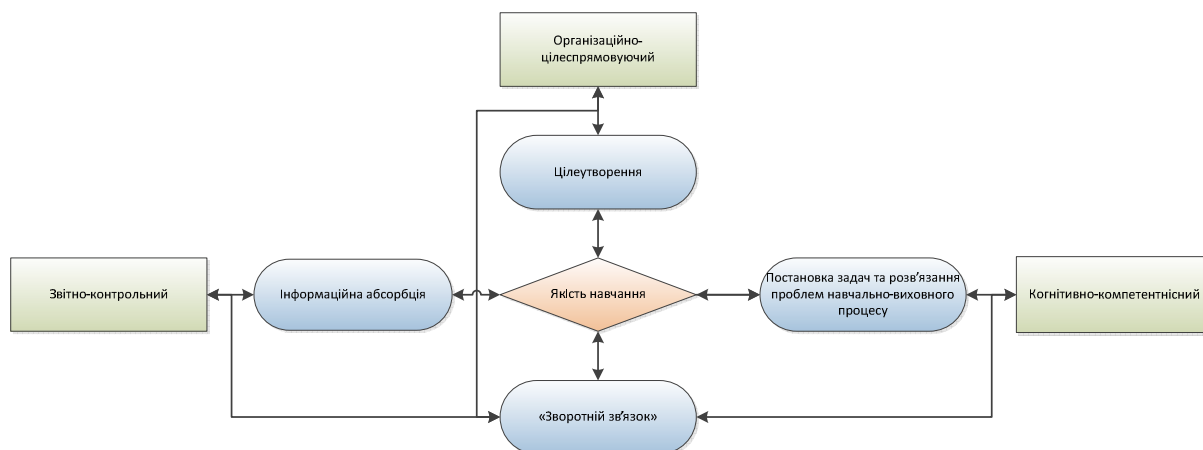 Організаційно-
цілеспрямовуючий
Цілеутворення
Звітно-контрольний
Інформаційна абсорбція
Якість навчання
Постановка задач та розв'язання
проблем навчально-виховного
процесу
Когнітивно-компетентнісний
«Зворотній зв'язок»